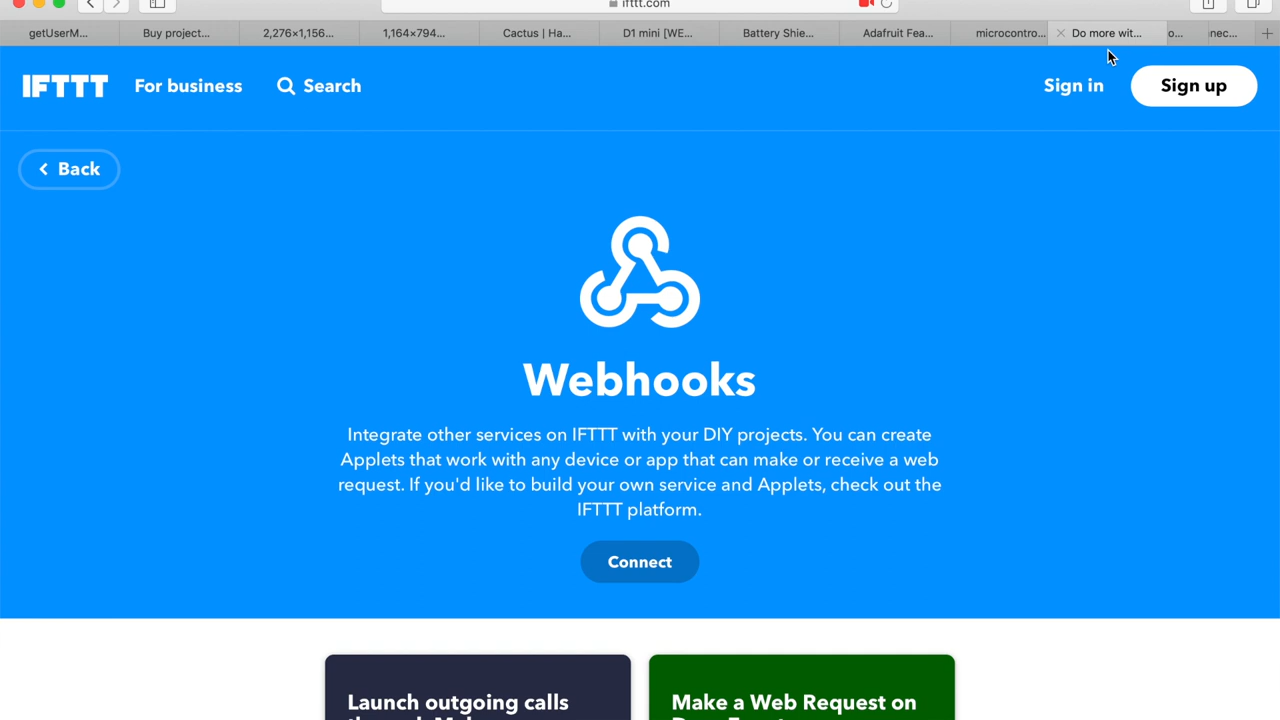 ifttt.com
getUserM...
Buy project...
2,276×1,156...
1,164×794...
Cactus | Ha...
D1 mini [WE...
Battery Shie...
Adafruit Fea...
microcontro...
Do more wit...
o...
nec...
IFTTT
For business
Search
Sign in
Sign up
Back
Webhooks
Integrate other services on IFTTT with your DIY projects. You can create
Applets that work with any device or app that can make or receive a web
request. If you'd like to build your own service and Applets, check out the
IFTTT platform.
Connect
Launch outgoing calls
Make a Web Request on